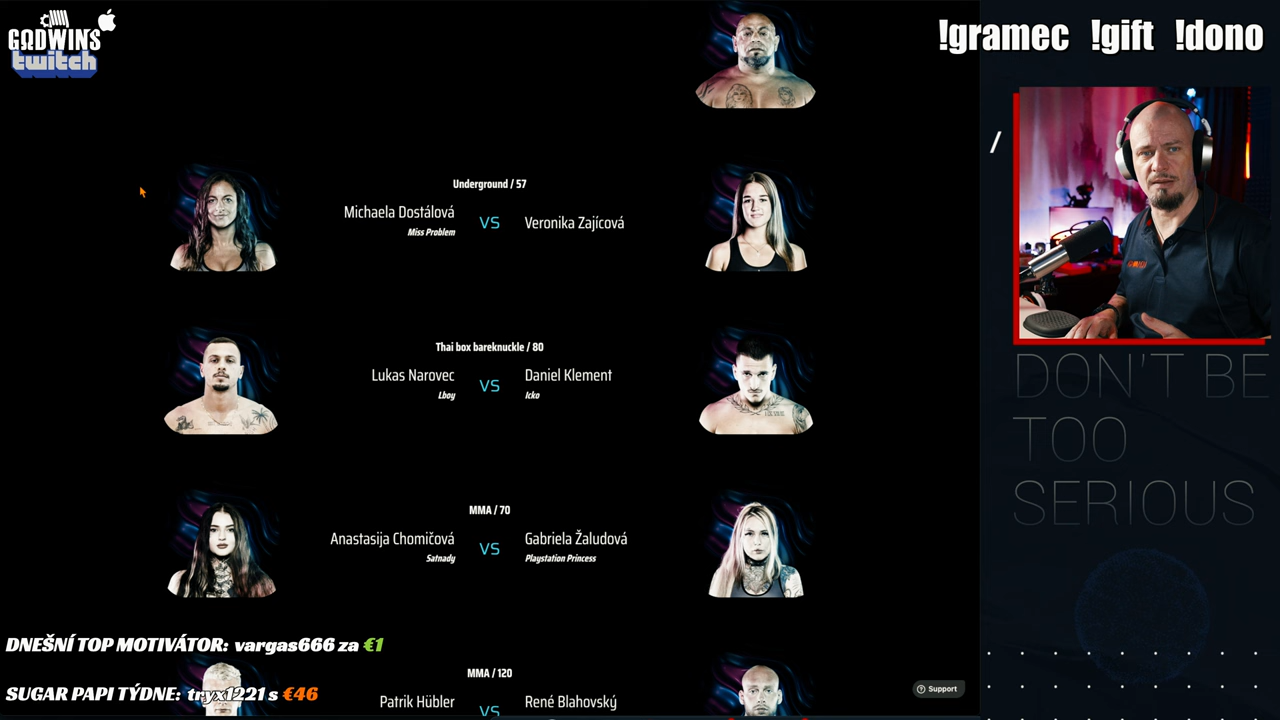 GODWINS
twitch
!gramec !gift !dono
/
Underground / 57
Michaela Dostálová
Miss Problem
VS
Veronika Zajícová
Thai box bareknuckle / 80
Lukas Narovec
Lboy
VS
Daniel Klement
Icko
MMA / 70
Anastasija Chomičová
Satnady
VS
Gabriela Žaludová
Playstation Princess
MMA / 120
Patrik Hübler
VS
René Blahovský
DON'T BE
TOO
SERIOUS
DNEŠNÍ TOP MOTIVÁTOR: vargas666 za €1
SUGAR PAPI TÝDNE: tryx1221 s €46
Support